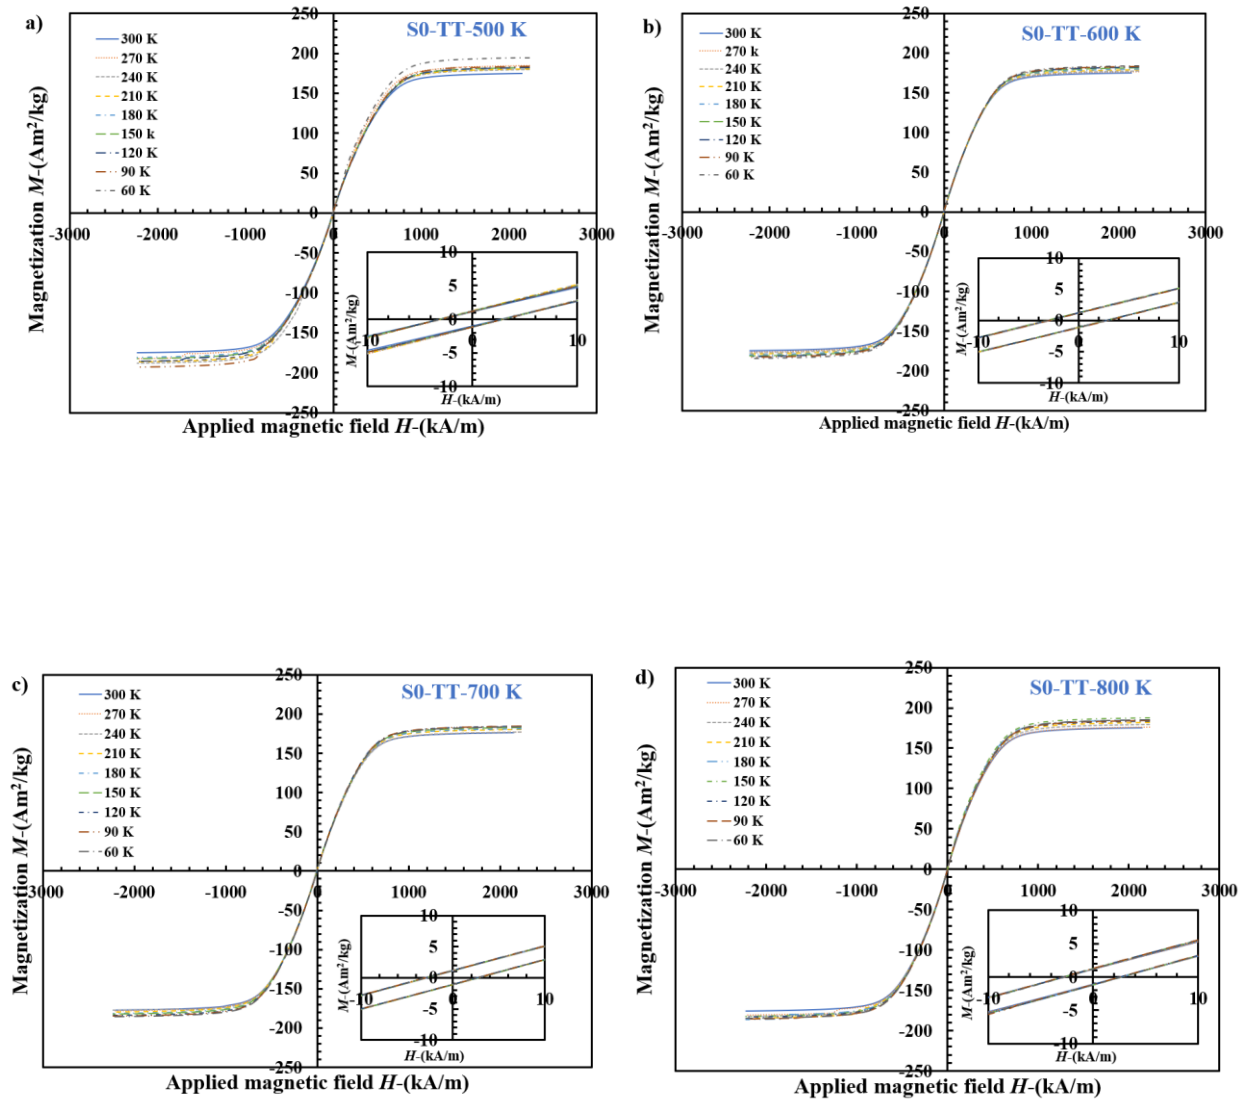 a)
S0-TT-500 K
250
200
150
100
50
0
-50
-100
-150
-200
-250
-3000 -2000 -1000 0 1000 2000 3000
300 K
270 K
240 K
210 K
180 K
150 k
120 K
90 K
60 K
Magnetization M-(Am²/kg)
Applied magnetic field H-(kA/m)
10
5
0
-5
-10
-10 0 10
M-(Am²/kg)
H-(kA/m)
b)
S0-TT-600 K
250
200
150
100
50
0
-50
-100
-150
-200
-250
-3000 -2000 -1000 0 1000 2000 3000
300 K
270 k
240 K
210 K
180 K
150 K
120 K
90 K
60 K
Magnetization M-(Am²/kg)
Applied magnetic field H-(kA/m)
10
5
0
-5
-10
-10 0 10
M-(Am²/kg)
H-(kA/m)
c)
S0-TT-700 K
250
200
150
100
50
0
-50
-100
-150
-200
-250
-3000 -2000 -1000 0 1000 2000 3000
300 K
270 K
240 K
210 K
180 K
150 K
120 K
90 K
60 K
Magnetization M-(Am²/kg)
Applied magnetic field H-(kA/m)
10
5
0
-5
-10
-10 0 10
M-(Am²/kg)
H-(kA/m)
d)
S0-TT-800 K
250
200
150
100
50
0
-50
-100
-150
-200
-250
-3000 -2000 -1000 0 1000 2000 3000
300 K
270 K
240 K
210 K
180 K
150 K
120 K
90 K
60 K
Magnetization M-(Am²/kg)
Applied magnetic field H-(kA/m)
10
5
0
-5
-10
-10 0 10
M-(Am²/kg)
H-(kA/m)